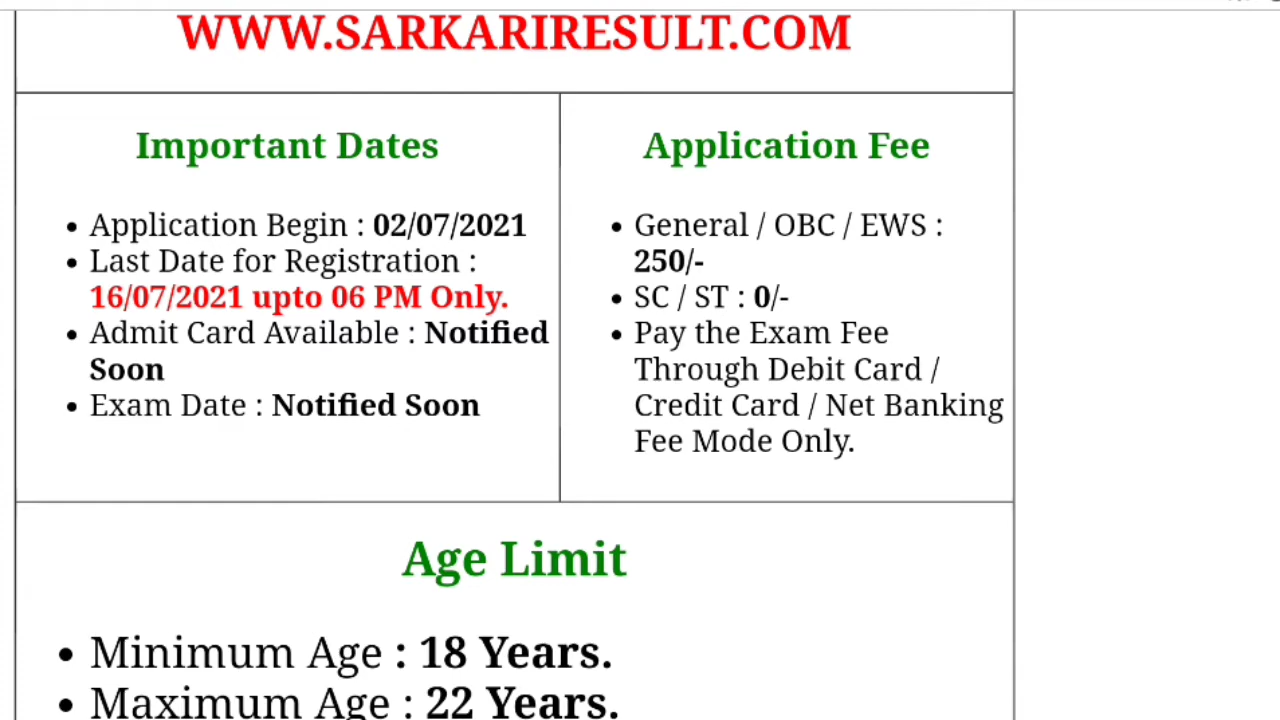 WWW.SARKARIRESULT.COM
Important Dates
• Application Begin : 02/07/2021
• Last Date for Registration :
16/07/2021 upto 06 PM Only.
• Admit Card Available : Notified
Soon
• Exam Date : Notified Soon
Application Fee
• General / OBC / EWS :
250/-
• SC / ST : 0/-
• Pay the Exam Fee
Through Debit Card /
Credit Card / Net Banking
Fee Mode Only.
Age Limit
• Minimum Age : 18 Years.
• Maximum Age : 22 Years.